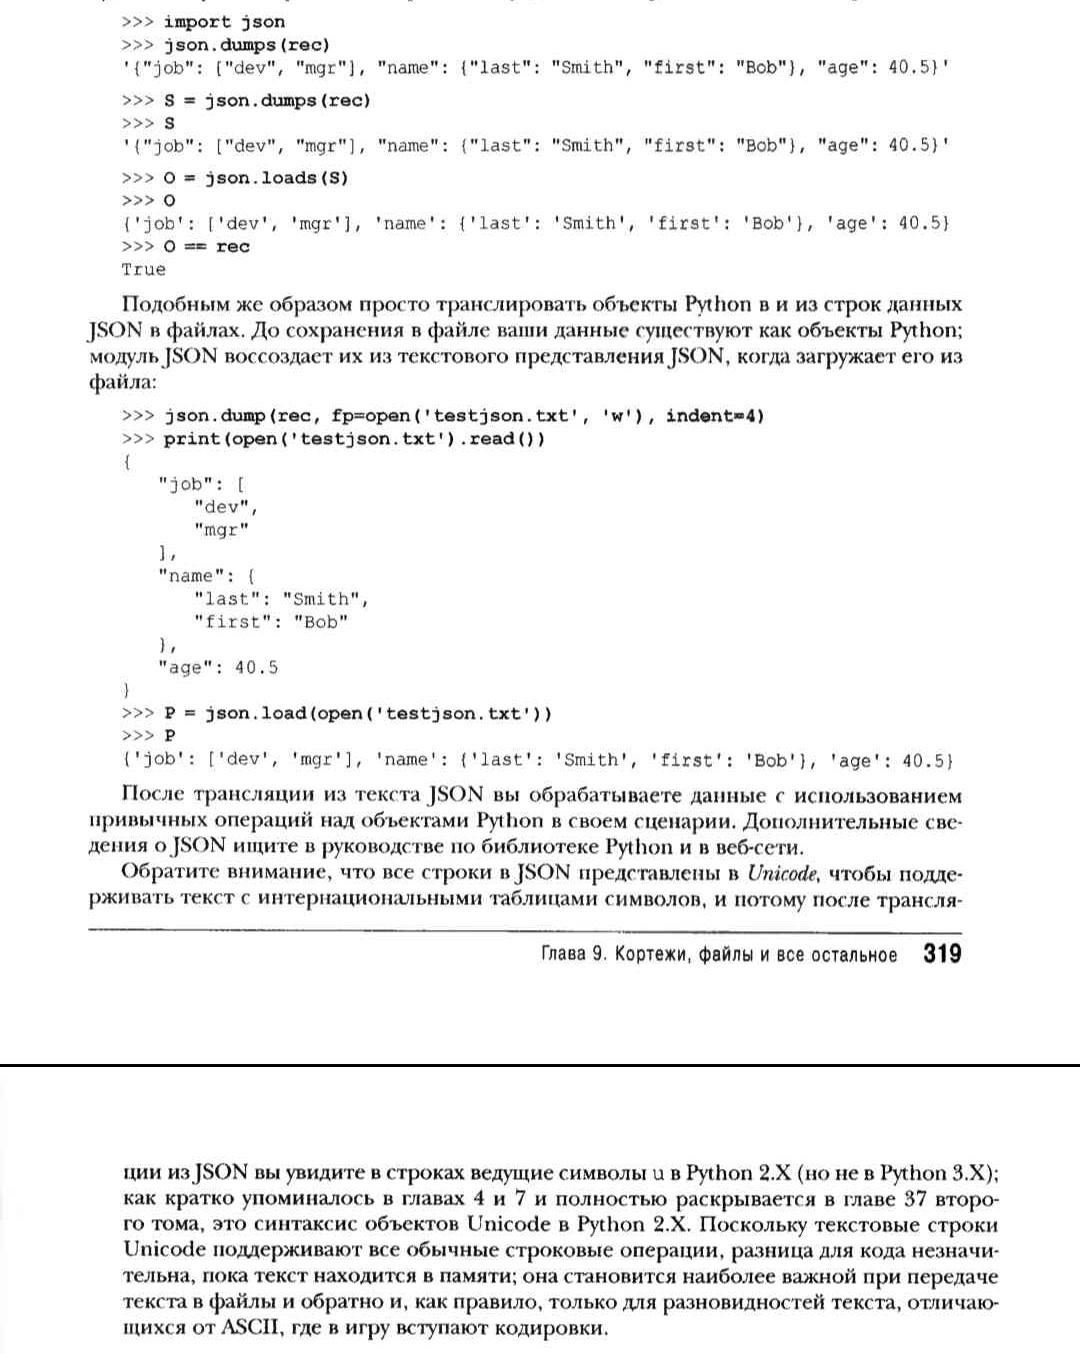 >>> import json
>>> json.dumps(rec)
'{"job": ["dev", "mgr"], "name": {"last": "Smith", "first": "Bob"}, "age": 40.5}'
>>> S = json.dumps(rec)
>>> S
'{"job": ["dev", "mgr"], "name": {"last": "Smith", "first": "Bob"}, "age": 40.5}'
>>> O = json.loads(S)
>>> O
{'job': ['dev', 'mgr'], 'name': {'last': 'Smith', 'first': 'Bob'}, 'age': 40.5}
>>> O == rec
True
Подобным же образом просто транслировать объекты Python в и из строк данных
JSON в файлах. До сохранения в файле ваши данные существуют как объекты Python;
модуль JSON воссоздает их из текстового представления JSON, когда загружает его из
файла:
>>> json.dump(rec, fp=open('testjson.txt', 'w'), indent=4)
>>> print(open('testjson.txt').read())
{
"job": [
"dev",
"mgr"
],
"name": {
"last": "Smith",
"first": "Bob"
},
"age": 40.5
}
>>> P = json.load(open('testjson.txt'))
>>> P
{'job': ['dev', 'mgr'], 'name': {'last': 'Smith', 'first': 'Bob'}, 'age': 40.5}
После трансляции из текста JSON вы обрабатываете данные с использованием
привычных операций над объектами Python в своем сценарии. Дополнительные све-
дения о JSON ищите в руководстве по библиотеке Python и в веб-сети.
Обратите внимание, что все строки в JSON представлены в Unicode, чтобы подде-
рживать текст с интернациональными таблицами символов, и потому после трансля-
Глава 9. Кортежи, файлы и все остальное 319
ции из JSON вы увидите в строках ведущие символы u в Python 2.X (но не в Python 3.X);
как кратко упоминалось в главах 4 и 7 и полностью раскрывается в главе 37 второ-
го тома, это синтаксис объектов Unicode в Python 2.X. Поскольку текстовые строки
Unicode поддерживают все обычные строковые операции, разница для кода незначи-
тельна, пока текст находится в памяти; она становится наиболее важной при передаче
текста в файлы и обратно и, как правило, только для разновидностей текста, отличаю-
щихся от ASCII, где в игру вступают кодировки.